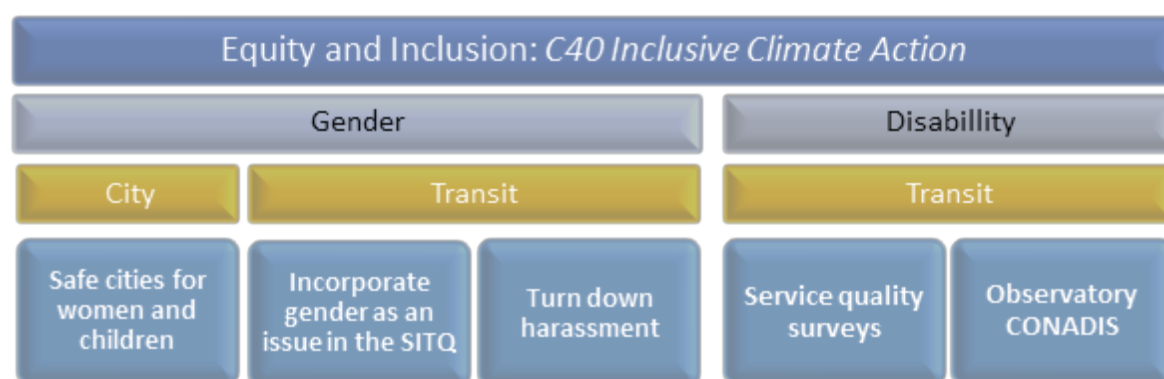 Equity and Inclusion: C40 Inclusive Climate Action
Gender
Disabillity
City
Transit
Transit
Safe cities for
women and
children
Incorporate
gender as an
issue in the SITQ
Turn down
harassment
Service quality
surveys
Observatory
CONADIS